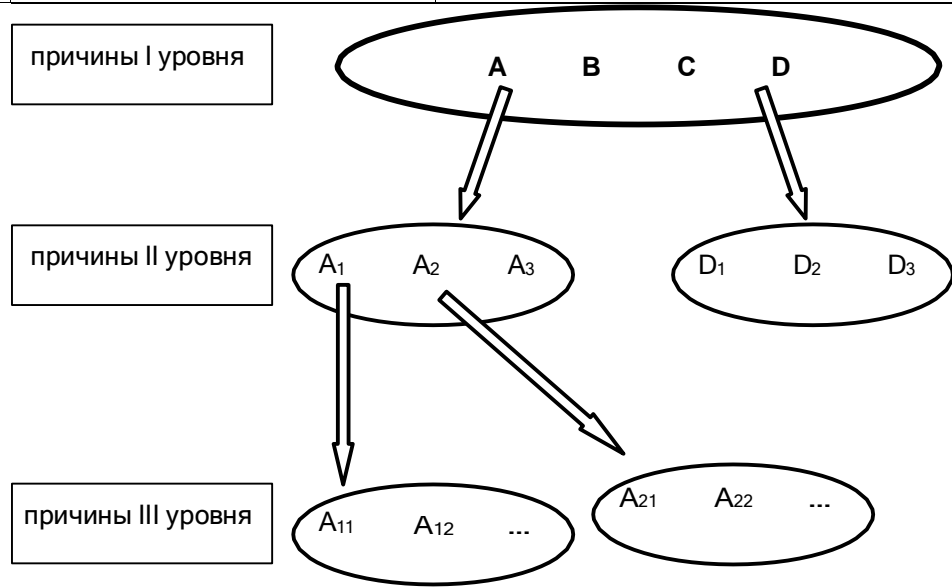 причины I уровня
A B C D
причины II уровня
A₁ A₂ A₃ D₁ D₂ D₃
причины III уровня
A₁₁ A₁₂ ...
A₂₁ A₂₂ ...